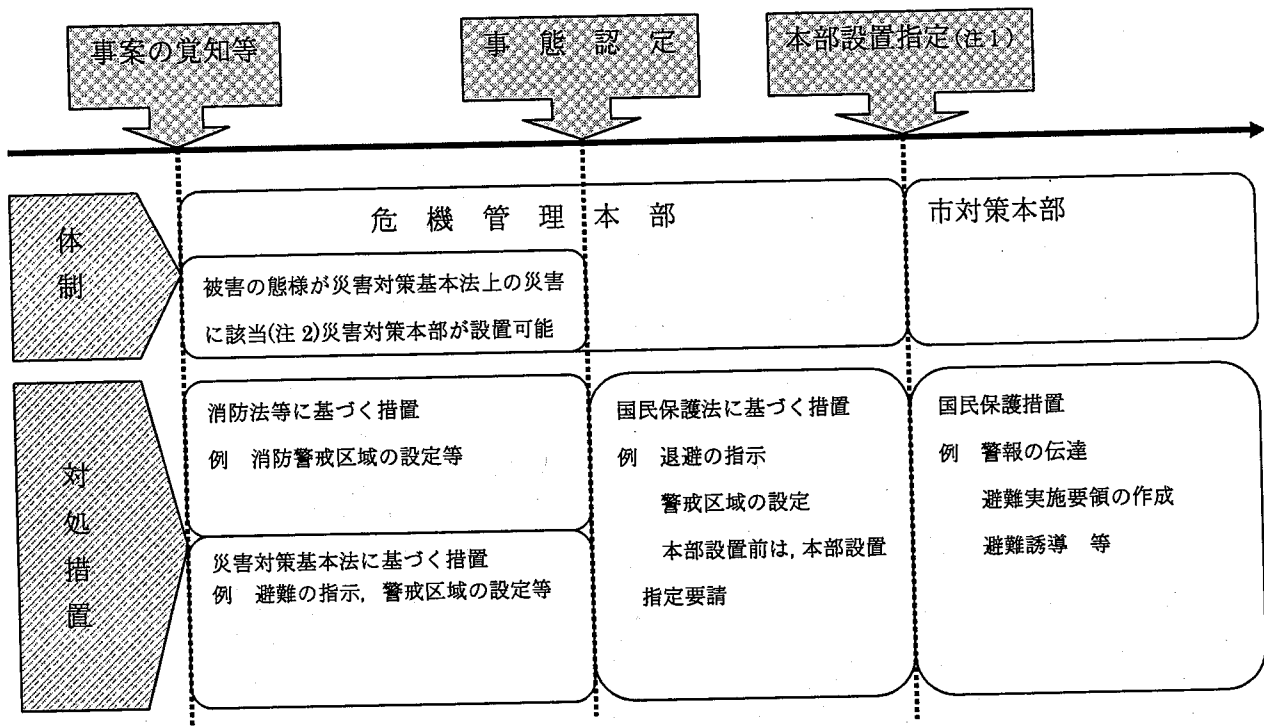 事案の覚知等
事態認定
本部設置指定(注1)
体制
危機管理本部
市対策本部
被害の態様が災害対策基本法上の災害
に該当(注2)災害対策本部が設置可能
対処措置
消防法等に基づく措置
例　消防警戒区域の設定等
災害対策基本法に基づく措置
例　避難の指示，警戒区域の設定等
国民保護法に基づく措置
例　退避の指示
警戒区域の設定
本部設置前は，本部設置
指定要請
国民保護措置
例　警報の伝達
避難実施要領の作成
避難誘導　等